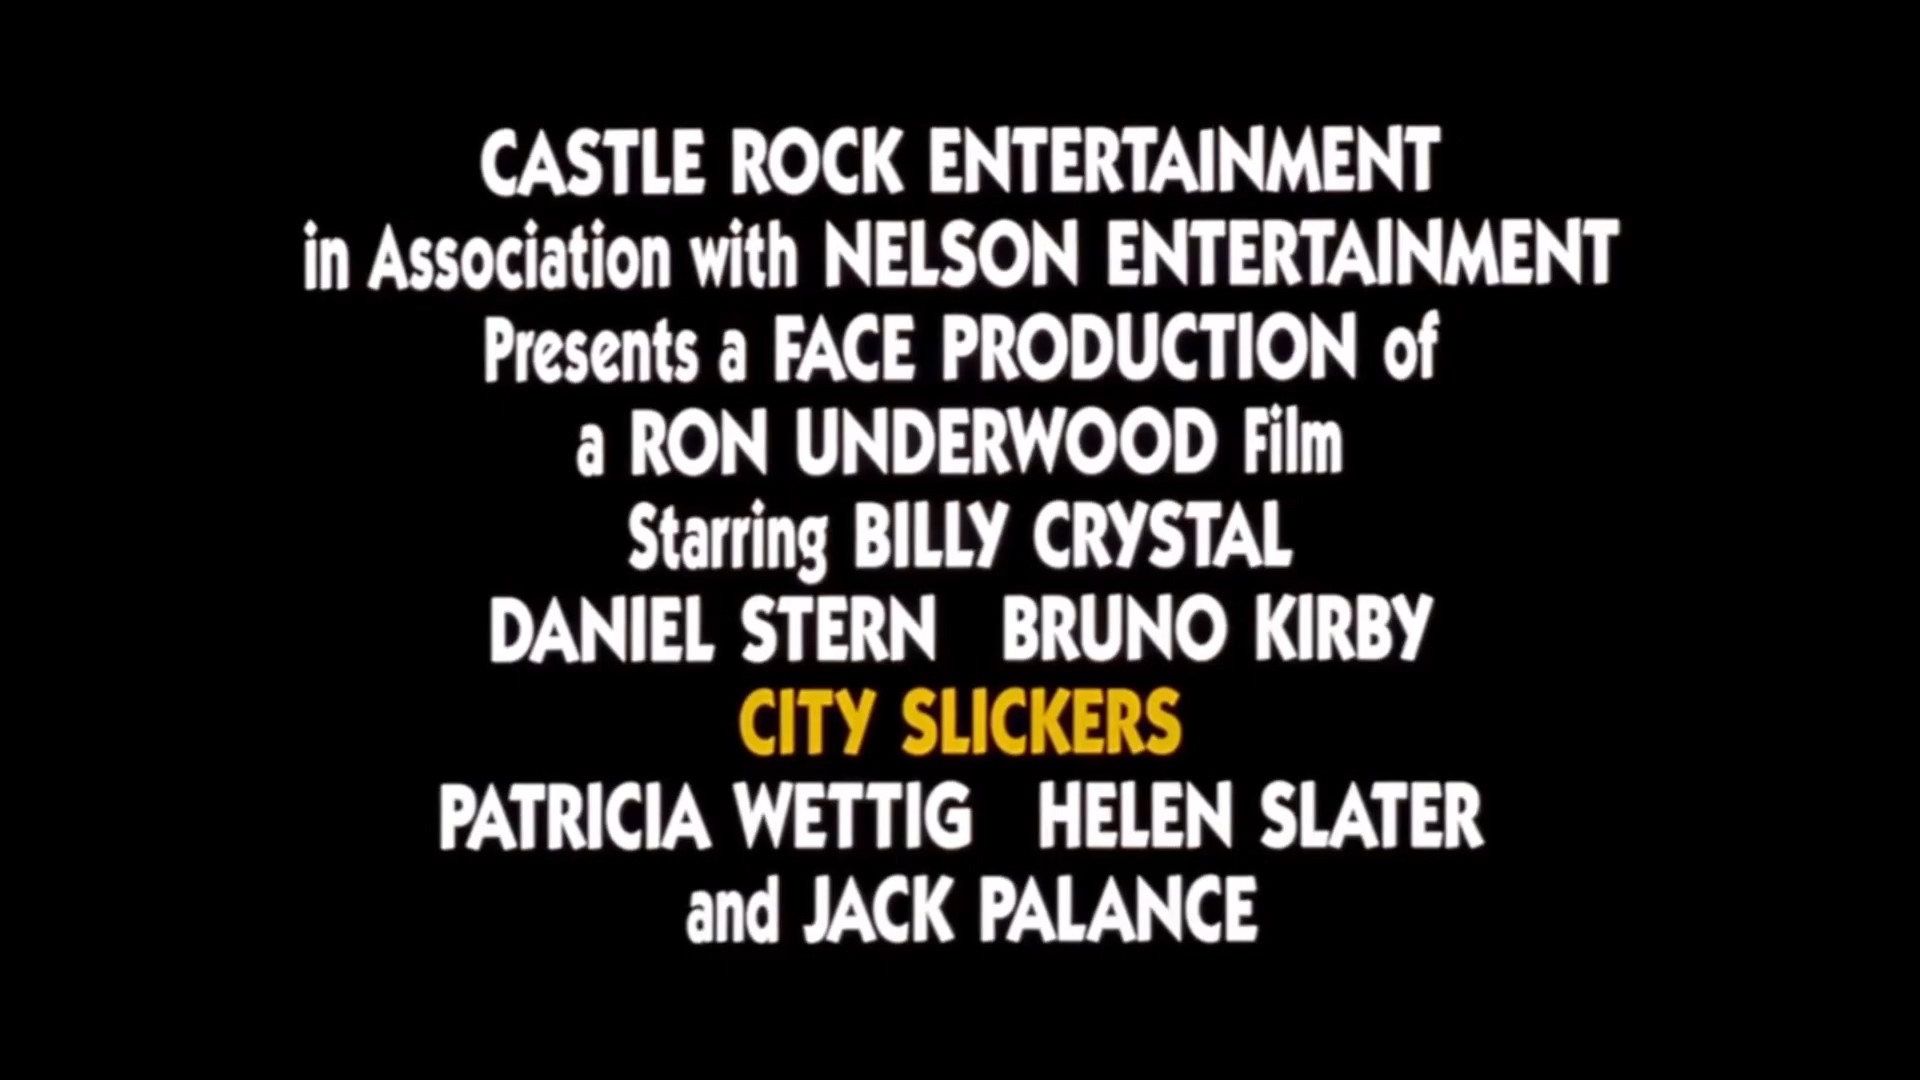 CASTLE ROCK ENTERTAINMENT
in Association with NELSON ENTERTAINMENT
Presents a FACE PRODUCTION of
a RON UNDERWOOD Film
Starring BILLY CRYSTAL
DANIEL STERN BRUNO KIRBY
CITY SLICKERS
PATRICIA WETTIG HELEN SLATER
and JACK PALANCE